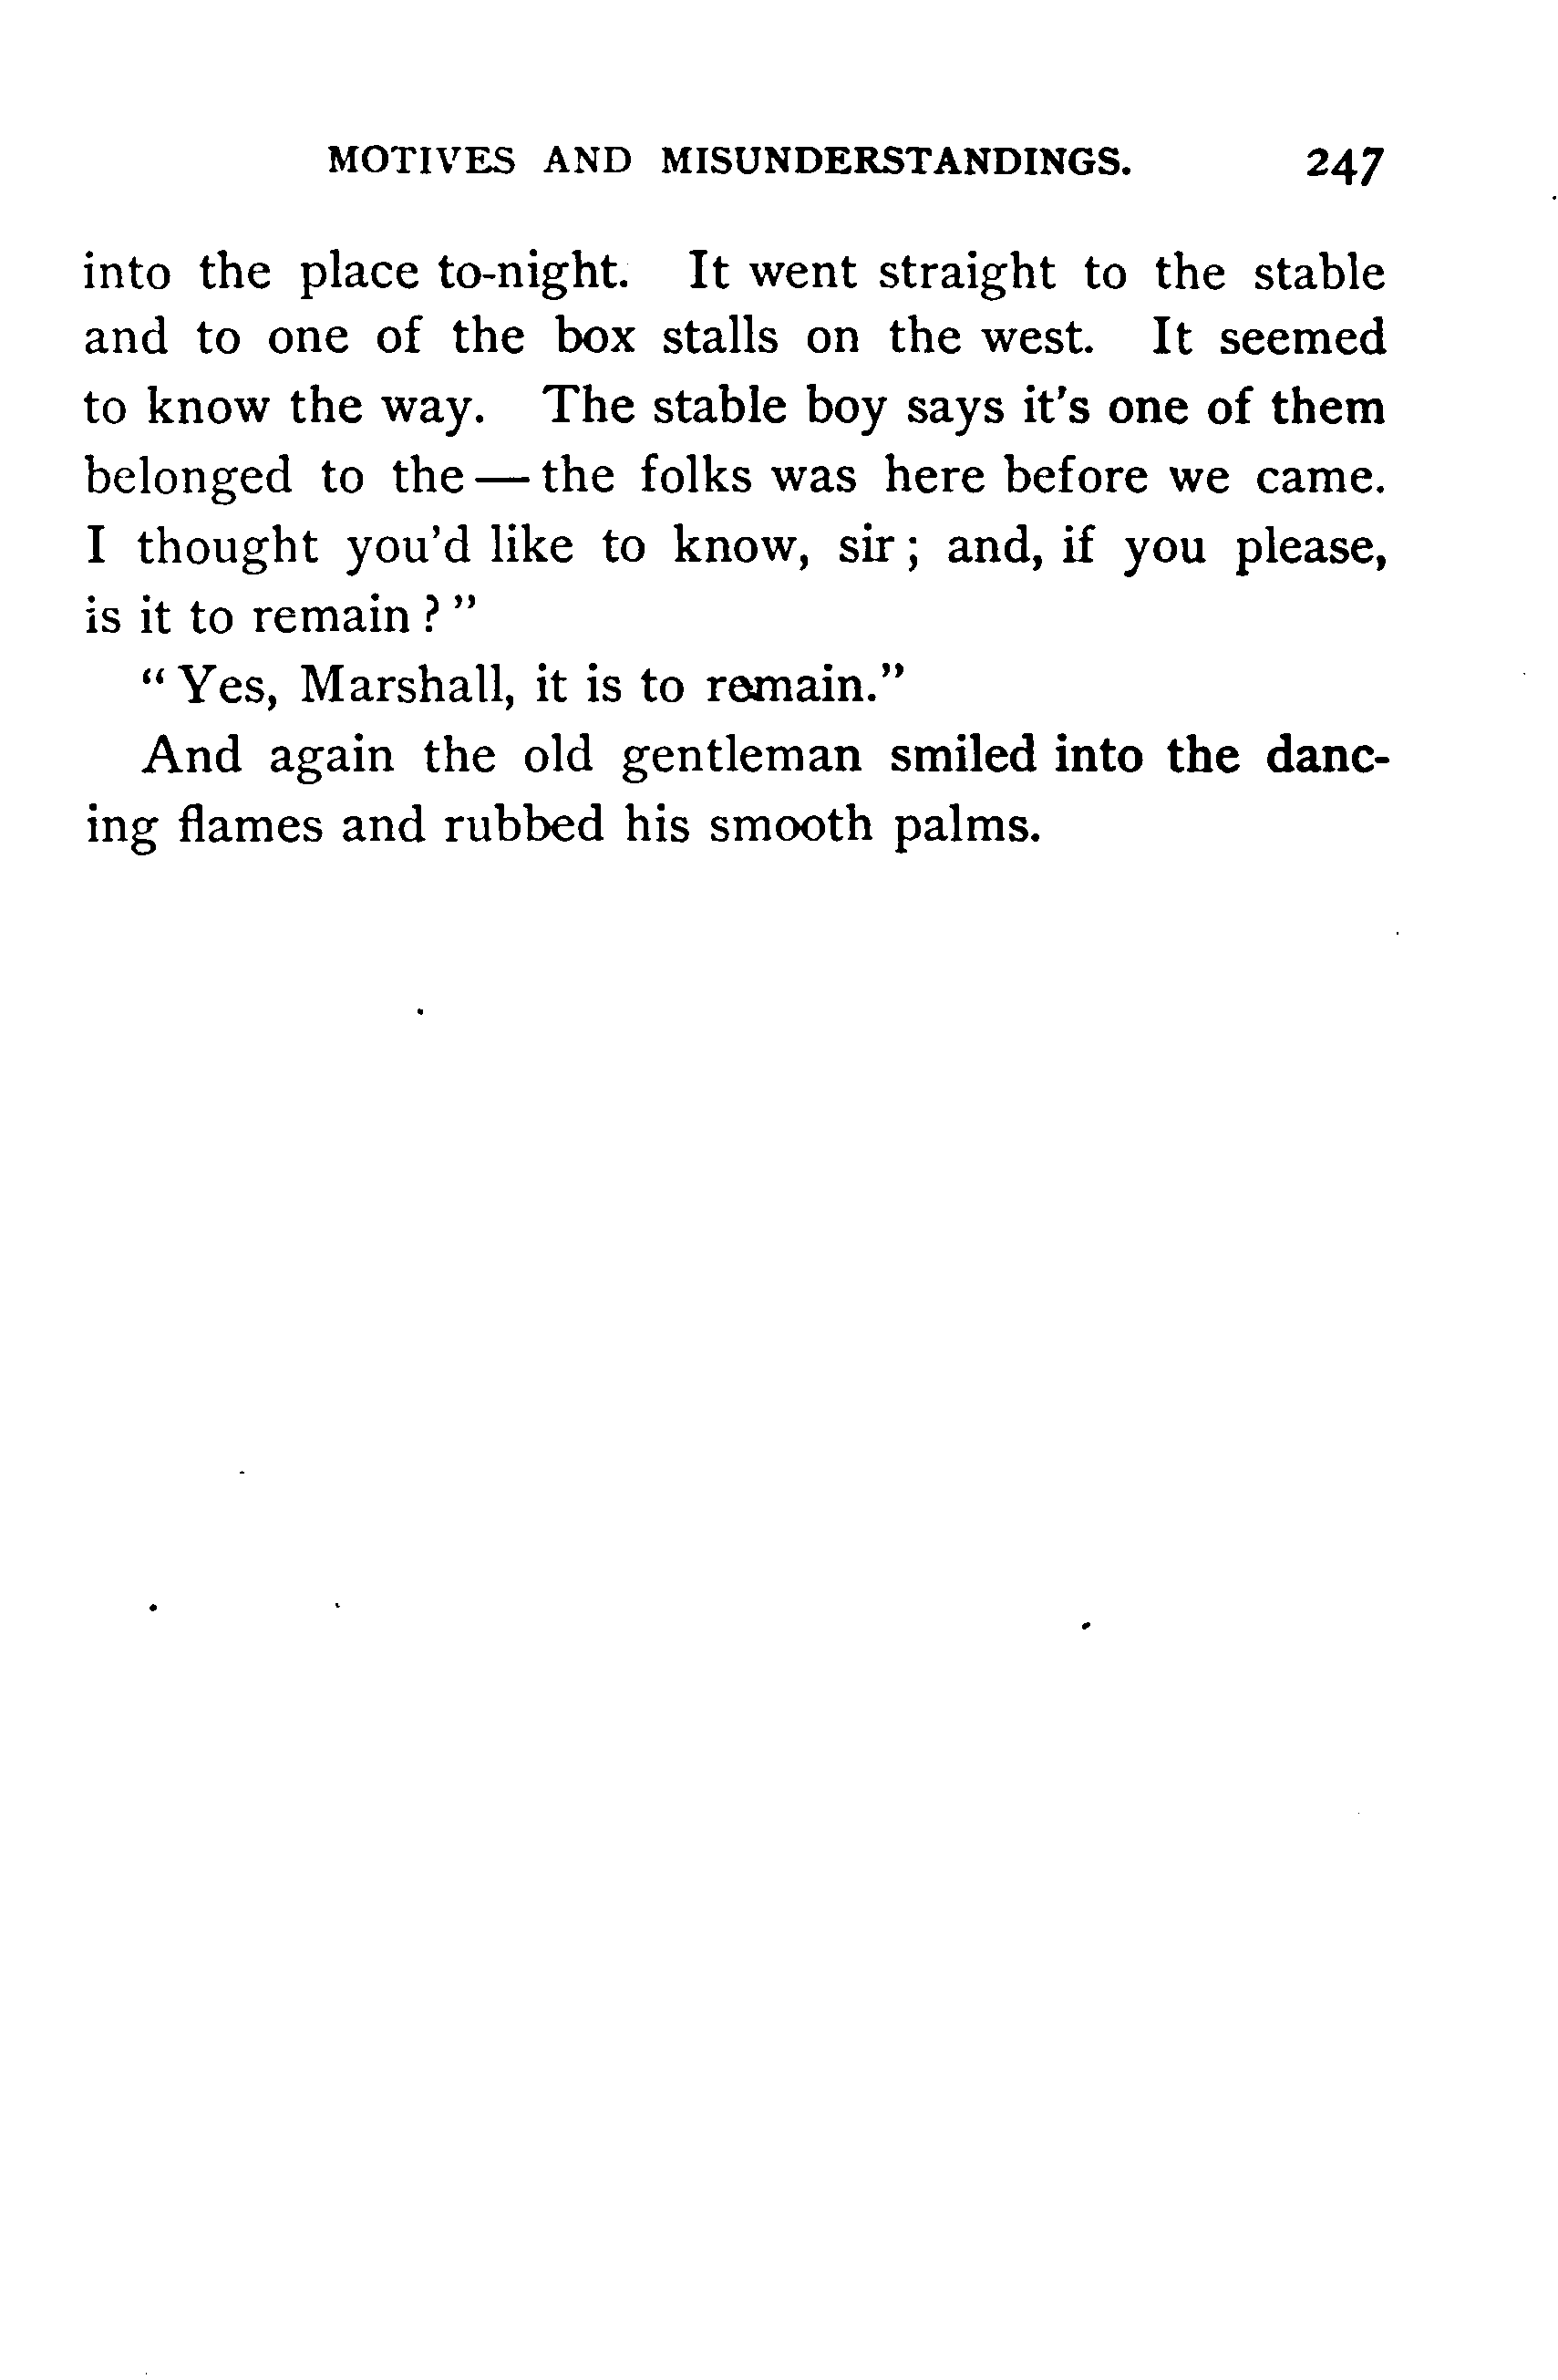 MOTIVES AND MISUNDERSTANDINGS. 247
into the place to-night. It went straight to the stable
and to one of the box stalls on the west. It seemed
to know the way. The stable boy says it's one of them
belonged to the — the folks was here before we came.
I thought you'd like to know, sir ; and, if you please,
is it to remain ? ”
“ Yes, Marshall, it is to remain.”
And again the old gentleman smiled into the danc-
ing flames and rubbed his smooth palms.